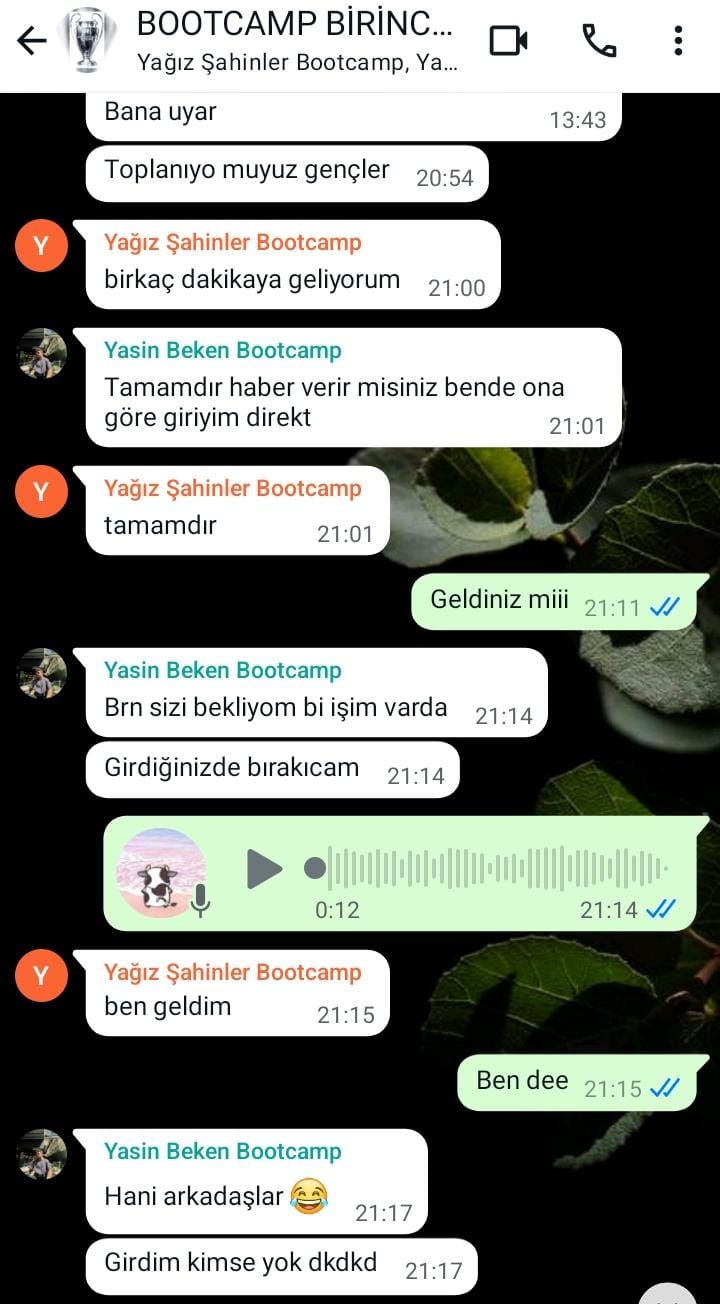 BOOTCAMP BİRİNC...
Yağız Şahinler Bootcamp, Ya...
Bana uyar
13:43
Toplanıyo muyuz gençler
20:54
Y
Yağız Şahinler Bootcamp
birkaç dakikaya geliyorum
21:00
Yasin Beken Bootcamp
Tamamdır haber verir misiniz bende ona
göre giriyim direkt
21:01
Y
Yağız Şahinler Bootcamp
tamamdır
21:01
Geldiniz miii
21:11
Yasin Beken Bootcamp
Brn sizi bekliyom bi işim varda
21:14
Girdiğinizde bırakıcam
21:14
0:12
21:14
Y
Yağız Şahinler Bootcamp
ben geldim
21:15
Ben dee
21:15
Yasin Beken Bootcamp
Hani arkadaşlar 😂
21:17
Girdim kimse yok dkdkd
21:17